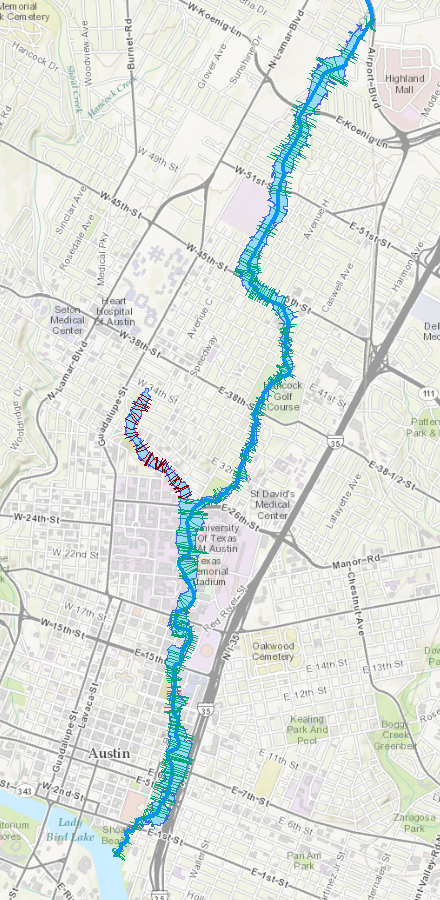 Memorial
k Cemetery
W-Koenig-Ln
Woodview Ave
Burnet-Rd
Grover Ave
Sunshine Dr
N-Lamar-Blvd
Hancock Dr
Shoal Creek
Hancock Creek
Airport-Blvd
Highland
Mall
Middle
E-Koenig-Ln
W 49th St
W-51st-St
W-45th-St
Sinclair Ave
Rosedale Ave
Medical Pky
Avenue H
E-51st-St
W-45th-St
Caswell Ave
Harmon Ave
Heart
Hospital
Of Austin
Seton
Medical
Center
Avenue C
Speedway
W-38th-St
N-Lamar-Blvd
Guadalupe-St
W 34th St
E-38th-St
Hancock
Golf
Course
E 41st St
111
Patter
Park &
35
E-38-1/2-St
E 32
St David's
Medical
Center
Lafayette Ave
W-24th-St
E-26th-St
University
Of Texas
At Austin
Texas
Memorial
Stadium
W 22nd St
Manor-Rd
Chestnut-Ave
W 17th St
Red River St
W-15th-St
E-15th
N-I-35
Oakwood
Cemetery
E 14th St
E 13th St
E 12th St
Lavaca-St
Guadalupe-St
35
Kealing
Park And
Pool
Boggy
Creek
Greenbelt
Austin
E 11th St
W-2nd-St
343
E-7th-St
E 6th St
Zaragosa
Park
Lady
Bird Lake
E-1st-St
Waller St
Pan Am
Park
35